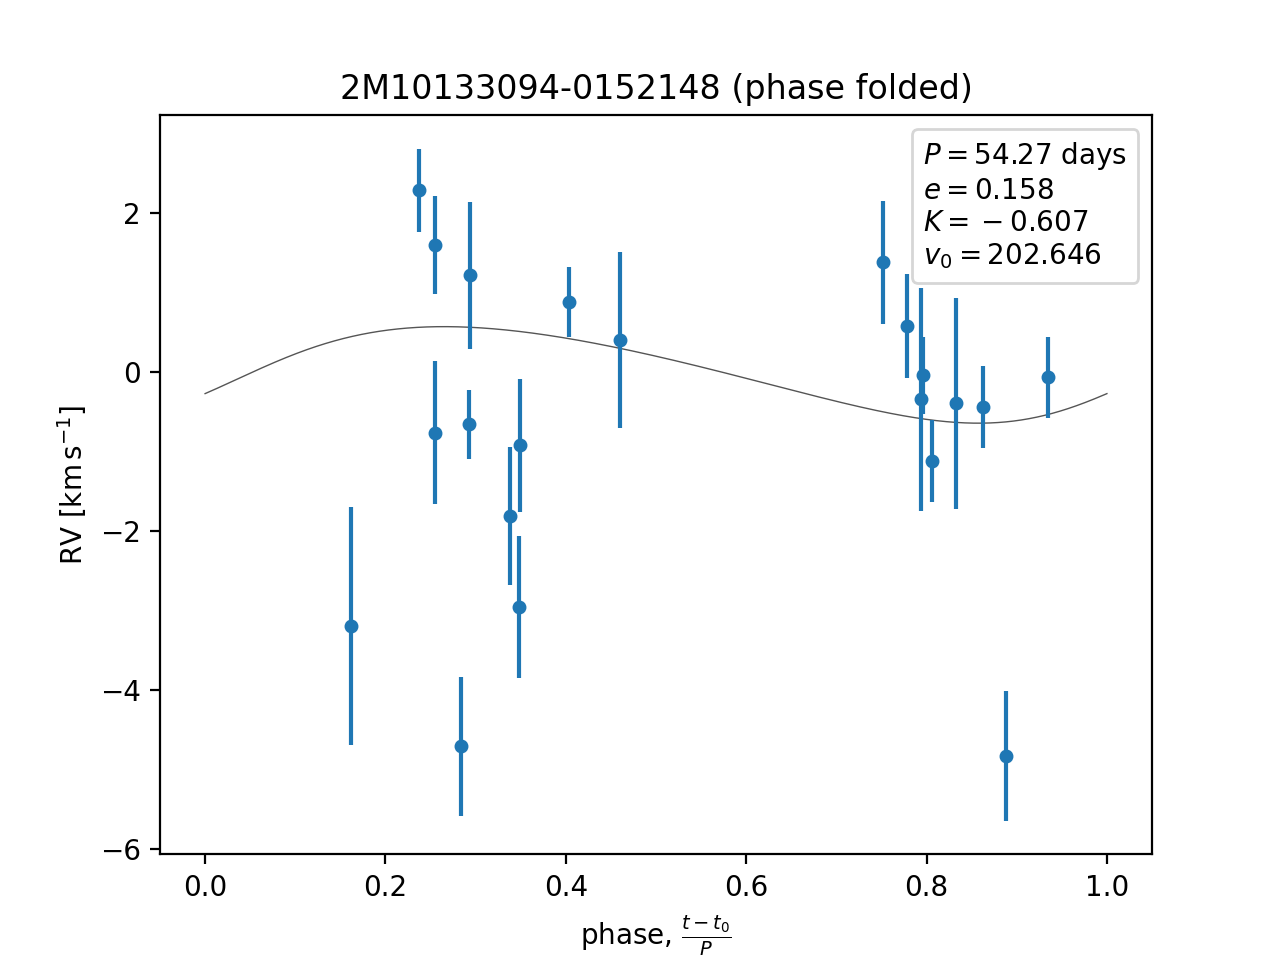 2M10133094-0152148 (phase folded)
P = 54.27 days
e = 0.158
K = −0.607
v₀ = 202.646
RV [km s⁻¹]
2
0
−2
−4
−6
0.0 0.2 0.4 0.6 0.8 1.0
phase, (t − t₀)/P